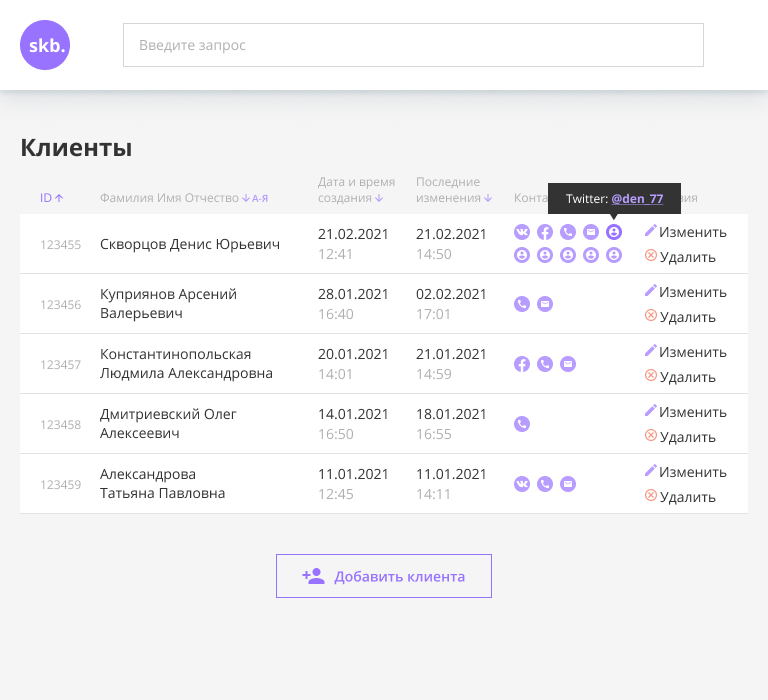 skb.
Введите запрос
Клиенты
ID
Фамилия Имя Отчество
А-Я
Дата и время
создания
Последние
изменения
Twitter: @den_77
123455
Скворцов Денис Юрьевич
21.02.2021
12:41
21.02.2021
14:50
Изменить
Удалить
123456
Куприянов Арсений
Валерьевич
28.01.2021
16:40
02.02.2021
17:01
Изменить
Удалить
123457
Константинопольская
Людмила Александровна
20.01.2021
14:01
21.01.2021
14:59
Изменить
Удалить
123458
Дмитриевский Олег
Алексеевич
14.01.2021
16:50
18.01.2021
16:55
Изменить
Удалить
123459
Александрова
Татьяна Павловна
11.01.2021
12:45
11.01.2021
14:11
Изменить
Удалить
Добавить клиента